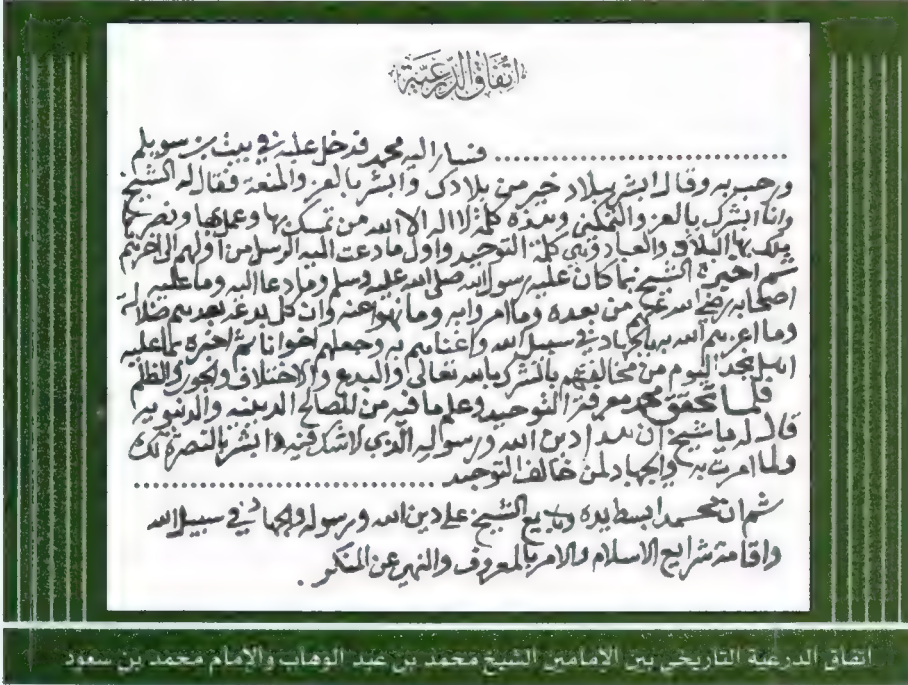 اتفاق الدرعية
فسار اليه محمد فدخل عليه في بيت بن سويلم
ورحب به وقال ابشر ببلاد خير من بلادك وابشر بالعز والمنعة فقال له الشيخ
وانا ابشرك بالعز والتمكين وهذه كلمة لا اله الا الله من تمسك بها وعمل بها ونصرها
ملك بها البلاد والعباد وهي كلمة التوحيد واول ما دعت اليه الرسل من اولهم الى اخرهم
ثم اخبره الشيخ بما كان عليه رسول الله صلى الله عليه وسلم وما دعا اليه وما عليه
اصحابه رضي الله عنهم من بعده وما امروا به وما نهوا عنه وان كل بدعة بعدهم ضلالة
وما اعزهم الله به بالجهاد في سبيل الله واغناهم به وجعلهم اخوانا ثم اخبره بما عليه
اهل نجد اليوم من مخالفتهم بالشرك بالله تعالى والبدع والاختلاف والجور والظلم
فلما تحقق محمد معرفة التوحيد وعلم ما فيه من المصالح الدينية والدنيوية
قال له يا شيخ ان هذا دين الله ورسوله الذي لا شك فيه وابشر بالنصرة لك
ولما امرت به والجهاد لمن خالف التوحيد
ثم ان محمد ابسط يده وبايع الشيخ على دين الله ورسوله والجهاد في سبيل الله
واقامة شرايع الاسلام والامر بالمعروف والنهي عن المنكر .
اتفاق الدرعية التاريخي بين الامامين الشيخ محمد بن عبد الوهاب والإمام محمد بن سعود